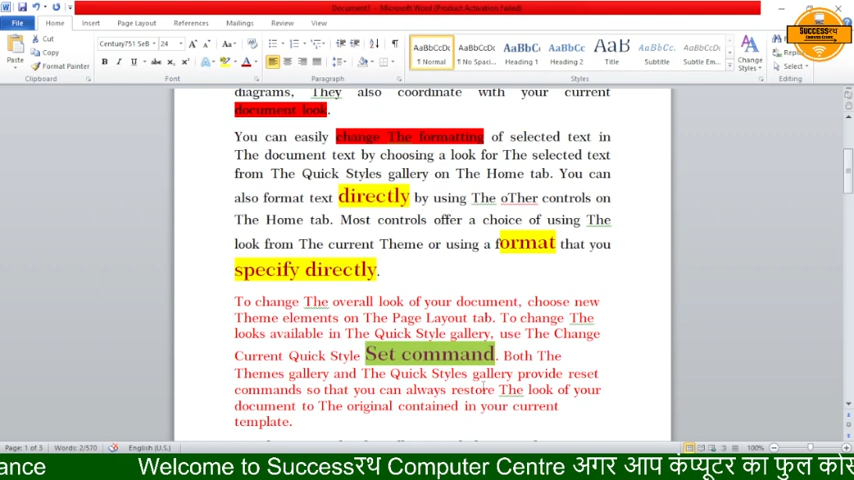 Document1 - Microsoft Word (Product Activation Failed)
File Home Insert Page Layout References Mailings Review View
Cut
Copy
Format Painter
Paste
Clipboard
Century751 SeB 24
Font
Paragraph
AaBbCcDc AaBbCcDc AaBbCc AaBbCc AaB AaBbCc. AaBbCcDc
¶ Normal ¶ No Spaci... Heading 1 Heading 2 Title Subtitle Subtle Em...
Styles
Change
Styles
Select
Editing
Successरथ
diagrams, They also coordinate with your current
document look.
You can easily change The formatting of selected text in
The document text by choosing a look for The selected text
from The Quick Styles gallery on The Home tab. You can
also format text directly by using The oTher controls on
The Home tab. Most controls offer a choice of using The
look from The current Theme or using a format that you
specify directly.
To change The overall look of your document, choose new
Theme elements on The Page Layout tab. To change The
looks available in The Quick Style gallery, use The Change
Current Quick Style Set command. Both The
Themes gallery and The Quick Styles gallery provide reset
commands so that you can always restore The look of your
document to The original contained in your current
template.
Page: 1 of 3 Words: 2/570 English (U.S.) 100%
ance Welcome to Successरथ Computer Centre अगर आप कंप्यूटर का फुल कोर्स